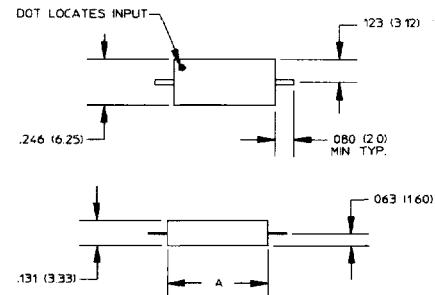 DOT LOCATES INPUT
.123 (3.12)
.246 (6.25)
.080 (2.0)
MIN TYP.
.063 (1.60)
.131 (3.33)
A